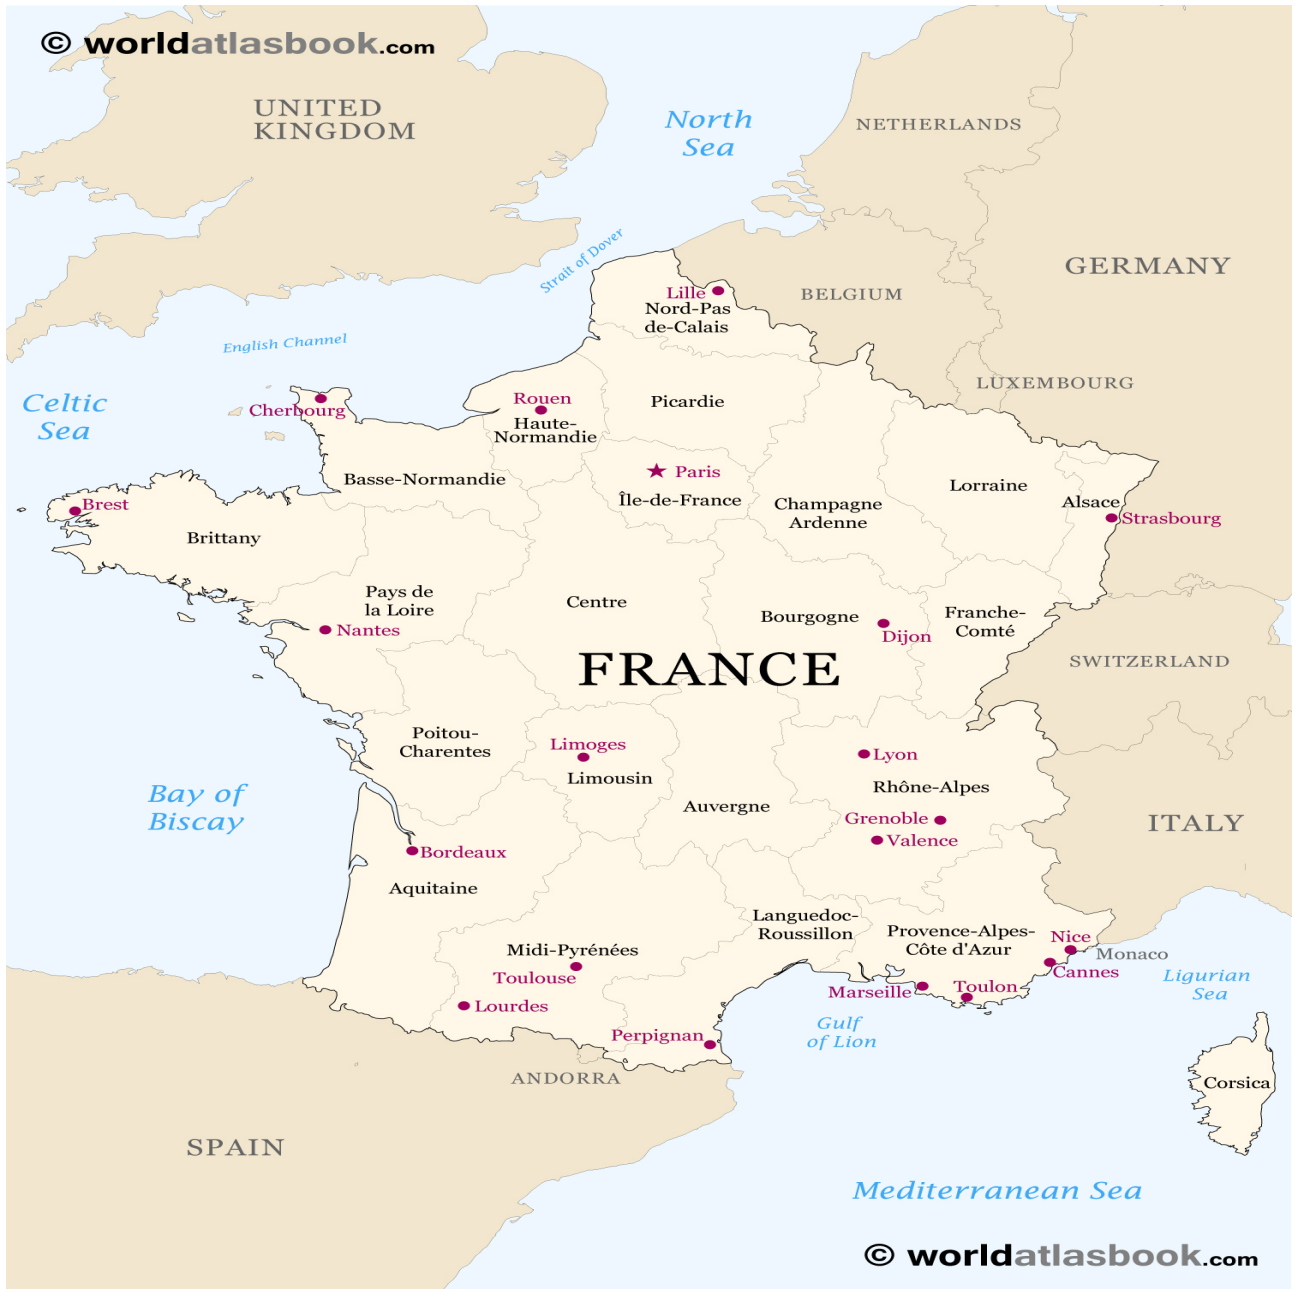 © worldatlasbook.com
UNITED
KINGDOM
North
Sea
NETHERLANDS
Strait of Dover
GERMANY
Lille
BELGIUM
Nord-Pas
de-Calais
English Channel
LUXEMBOURG
Celtic
Sea
Cherbourg
Rouen
Haute-
Normandie
Picardie
Paris
Île-de-France
Basse-Normandie
Champagne
Ardenne
Lorraine
Alsace
Strasbourg
Brest
Brittany
Pays de
la Loire
Nantes
Centre
Bourgogne
Dijon
Franche-
Comté
FRANCE
SWITZERLAND
Poitou-
Charentes
Limoges
Limousin
Lyon
Rhône-Alpes
Auvergne
Grenoble
Valence
Bay of
Biscay
ITALY
Bordeaux
Aquitaine
Languedoc-
Roussillon
Provence-Alpes-
Côte d'Azur
Nice
Monaco
Cannes
Midi-Pyrénées
Toulouse
Lourdes
Marseille
Toulon
Ligurian
Sea
Perpignan
Gulf
of Lion
ANDORRA
Corsica
SPAIN
Mediterranean Sea
© worldatlasbook.com